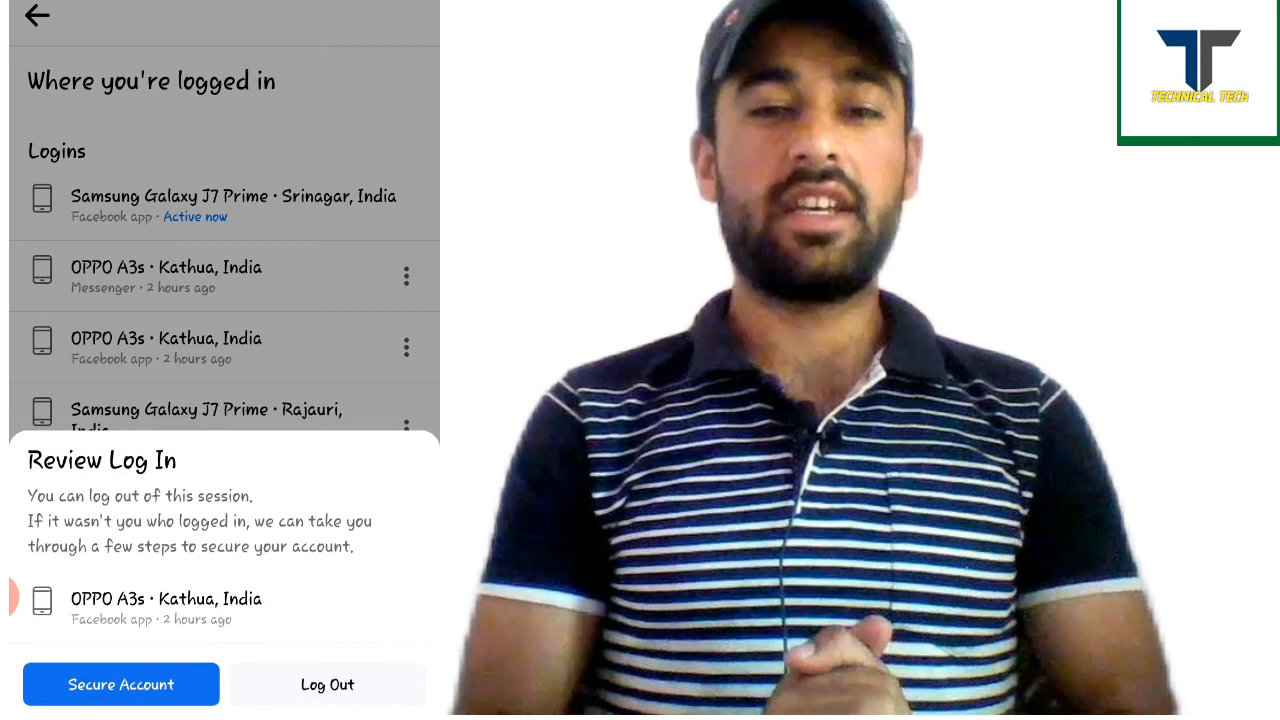 Where you're logged in
Logins
Samsung Galaxy J7 Prime • Srinagar, India
Facebook app • Active now
OPPO A3s • Kathua, India
Messenger • 2 hours ago
OPPO A3s • Kathua, India
Facebook app • 2 hours ago
Samsung Galaxy J7 Prime • Rajauri,
India
Review Log In
You can log out of this session.
If it wasn't you who logged in, we can take you
through a few steps to secure your account.
OPPO A3s • Kathua, India
Facebook app • 2 hours ago
Secure Account
Log Out
TECHNICAL TECH